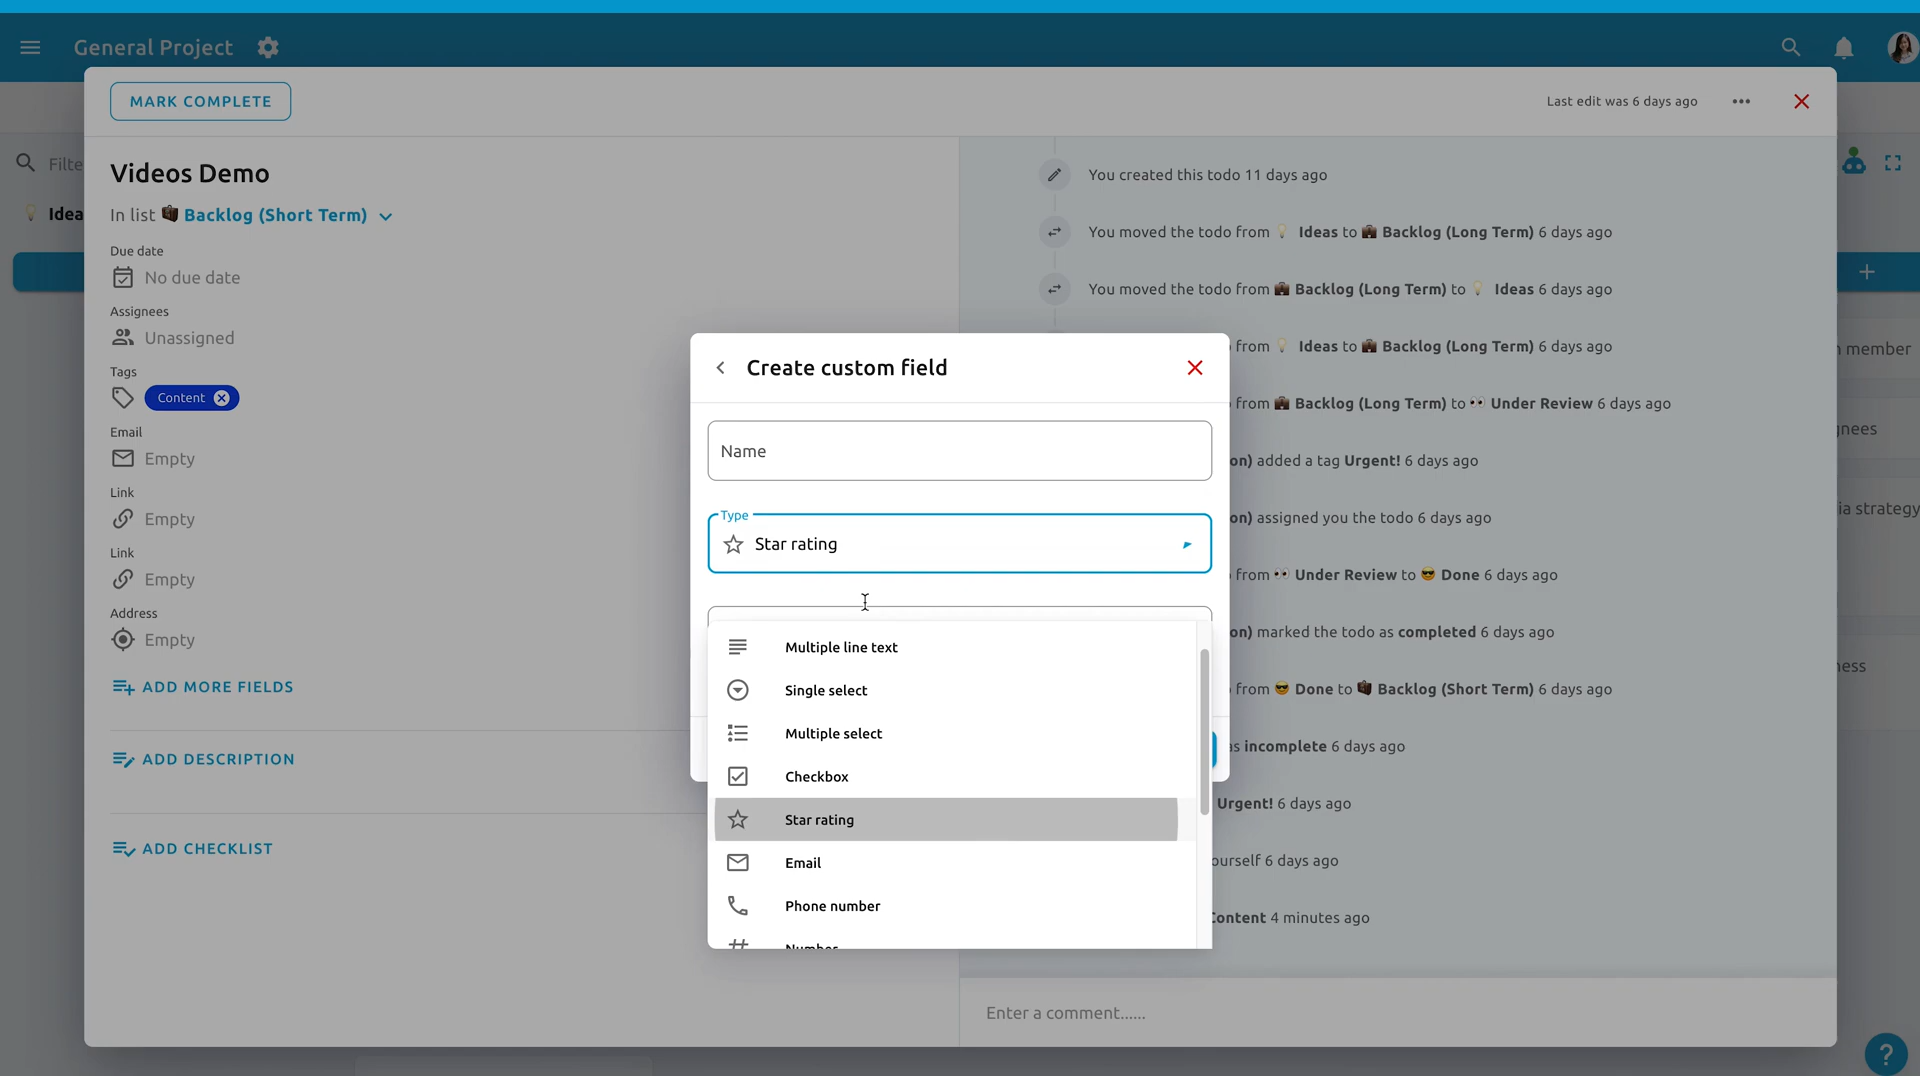 General Project
MARK COMPLETE
Last edit was 6 days ago
Filte
Videos Demo
In list Backlog (Short Term)
Idea
Due date
No due date
Assignees
Unassigned
Tags
Content
Email
Empty
Link
Empty
Link
Empty
Address
Empty
ADD MORE FIELDS
ADD DESCRIPTION
ADD CHECKLIST
You created this todo 11 days ago
You moved the todo from Ideas to Backlog (Long Term) 6 days ago
You moved the todo from Backlog (Long Term) to Ideas 6 days ago
from Ideas to Backlog (Long Term) 6 days ago
from Backlog (Long Term) to Under Review 6 days ago
on) added a tag Urgent! 6 days ago
on) assigned you the todo 6 days ago
from Under Review to Done 6 days ago
on) marked the todo as completed 6 days ago
from Done to Backlog (Short Term) 6 days ago
as incomplete 6 days ago
Urgent! 6 days ago
ourself 6 days ago
Content 4 minutes ago
Enter a comment......
Create custom field
Name
Type
Star rating
Multiple line text
Single select
Multiple select
Checkbox
Star rating
Email
Phone number
Number
member
nees
ia strategy
ness
?